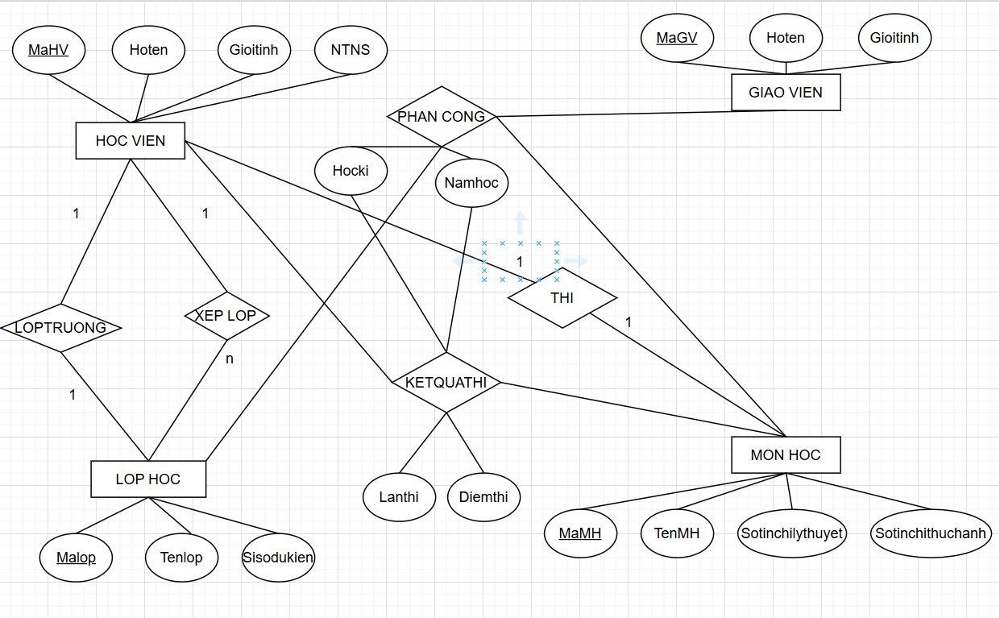 MaHV
Hoten
Gioitinh
NTNS
MaGV
Hoten
Gioitinh
GIAO VIEN
PHAN CONG
HOC VIEN
Hocki
Namhoc
1
1
1
THI
1
LOPTRUONG
XEP LOP
n
KETQUATHI
1
MON HOC
LOP HOC
Lanthi
Diemthi
MaMH
TenMH
Sotinchilythuyet
Sotinchithuchanh
Malop
Tenlop
Sisodukien